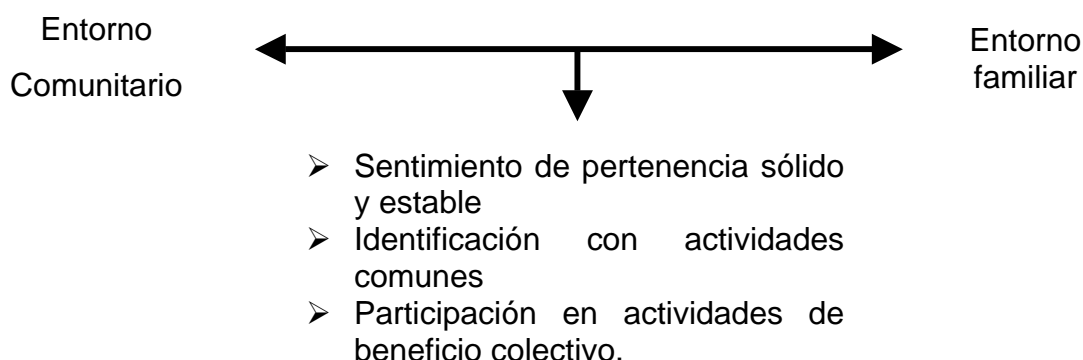 Entorno
Comunitario
Entorno
familiar
➢ Sentimiento de pertenencia sólido
y estable
➢ Identificación con actividades
comunes
➢ Participación en actividades de
beneficio colectivo.